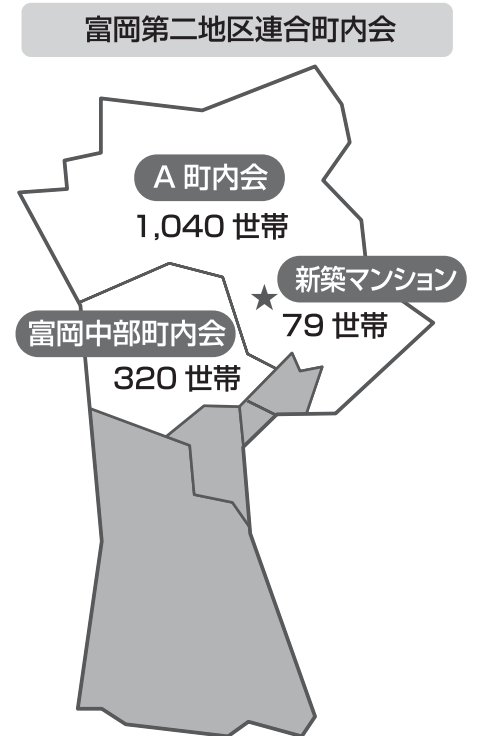 富岡第二地区連合町内会
A 町内会
1,040 世帯
新築マンション
★
79 世帯
富岡中部町内会
320 世帯